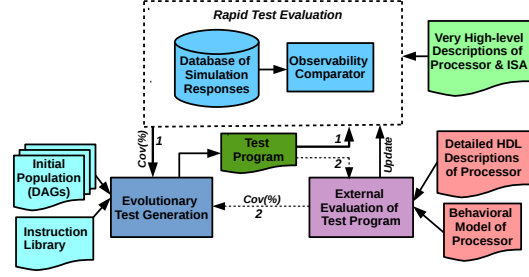 Rapid Test Evaluation
Database of
Simulation
Responses
Observability
Comparator
Very High-level
Descriptions of
Processor & ISA
Cov(%)
1
Test
Program
1
2
Update
Initial
Population
(DAGs)
Instruction
Library
Evolutionary
Test Generation
Cov(%)
2
External
Evaluation of
Test Program
Detailed HDL
Descriptions
of Processor
Behavioral
Model of
Processor